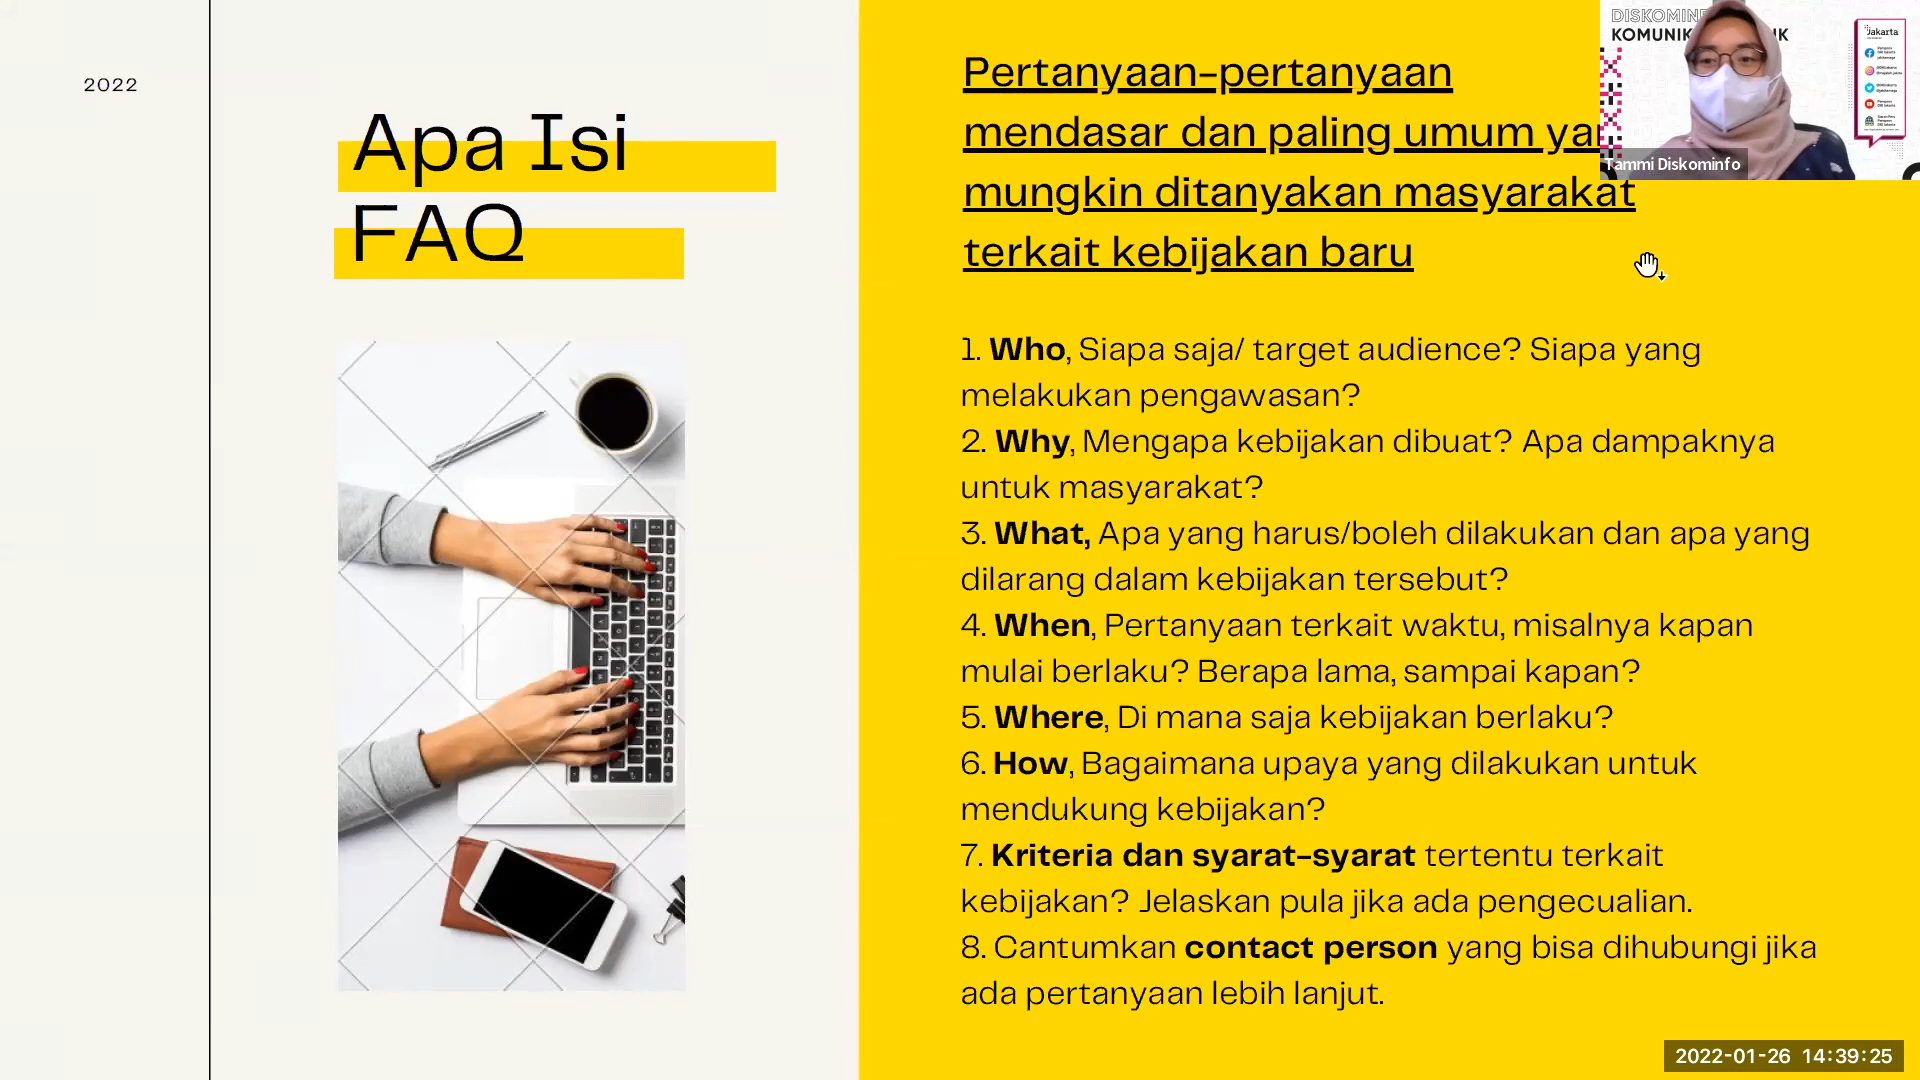 2022
Apa Isi
FAQ
Pertanyaan-pertanyaan
mendasar dan paling umum
mungkin ditanyakan masyarakat
terkait kebijakan baru
1. Who, Siapa saja/ target audience? Siapa yang
melakukan pengawasan?
2. Why, Mengapa kebijakan dibuat? Apa dampaknya
untuk masyarakat?
3. What, Apa yang harus/boleh dilakukan dan apa yang
dilarang dalam kebijakan tersebut?
4. When, Pertanyaan terkait waktu, misalnya kapan
mulai berlaku? Berapa lama, sampai kapan?
5. Where, Di mana saja kebijakan berlaku?
6. How, Bagaimana upaya yang dilakukan untuk
mendukung kebijakan?
7. Kriteria dan syarat-syarat tertentu terkait
kebijakan? Jelaskan pula jika ada pengecualian.
8. Cantumkan contact person yang bisa dihubungi jika
ada pertanyaan lebih lanjut.
Jakarta
Tammi Diskominfo
2022-01-26 14:39:25